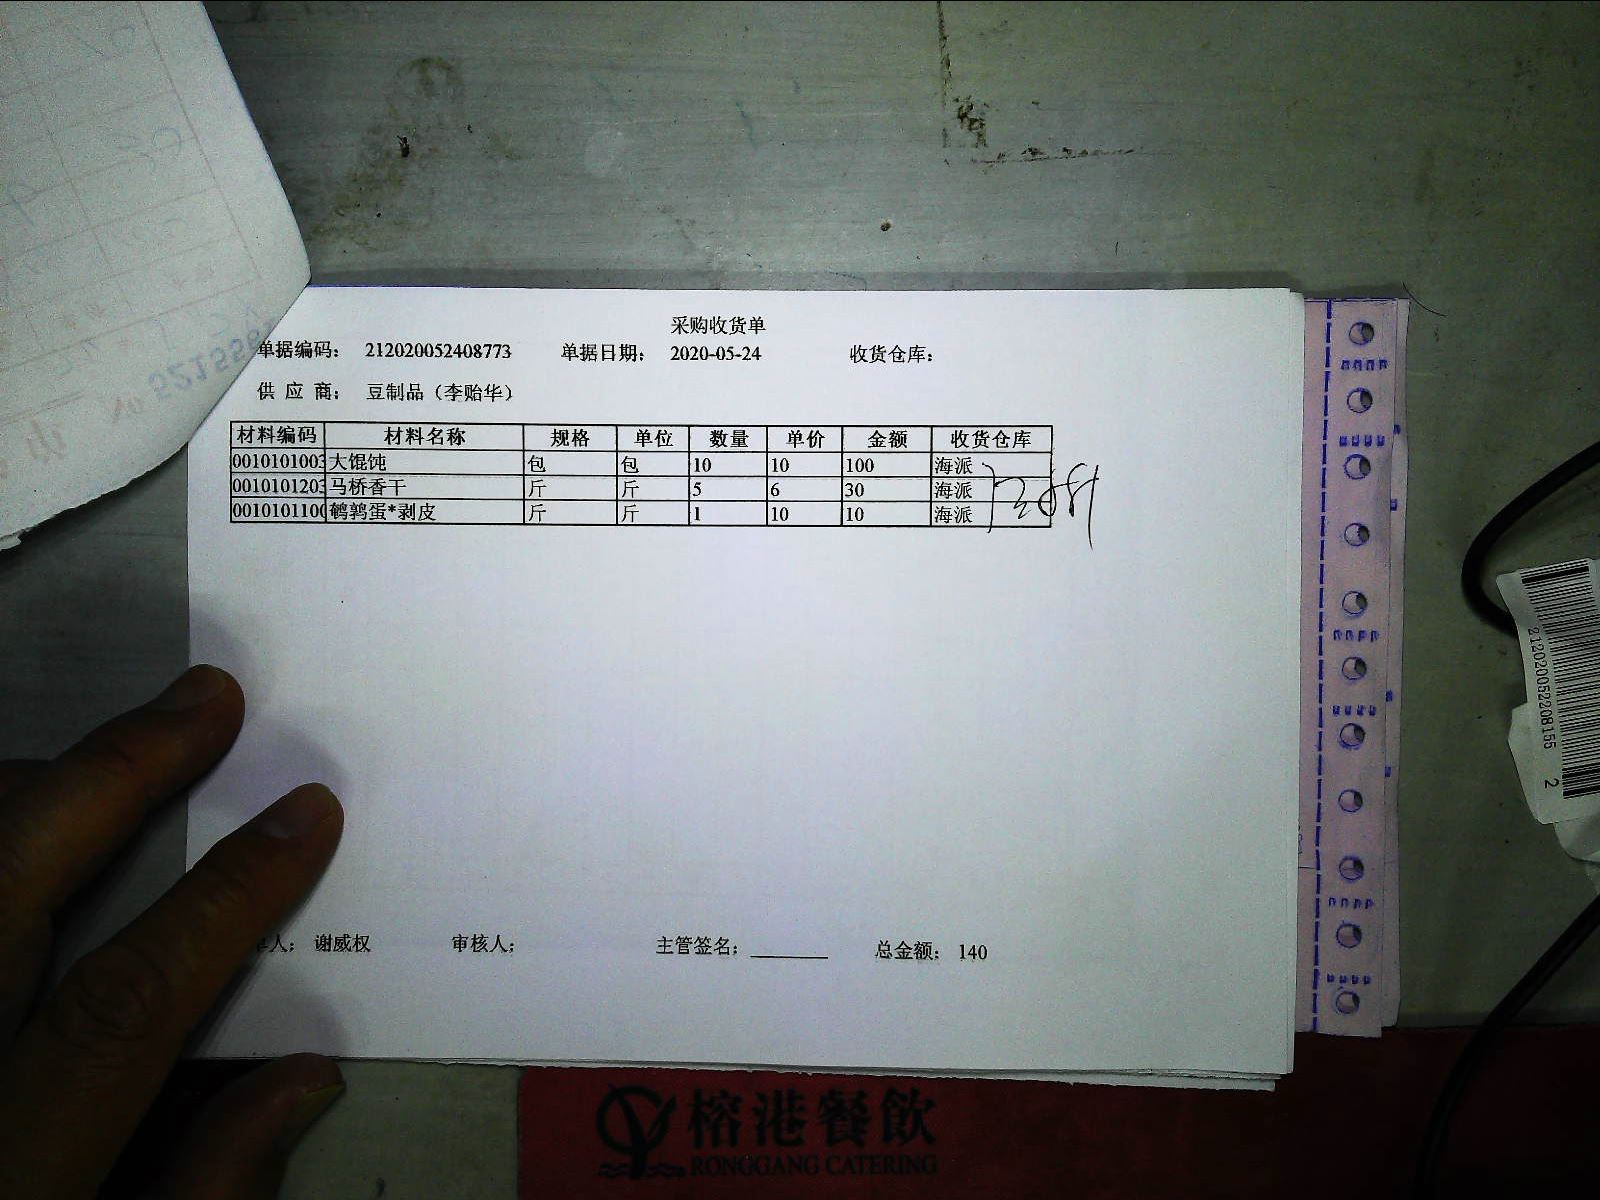 采购收货单
单据编码： 212020052408773 单据日期： 2020-05-24 收货仓库：
供 应 商： 豆制品（李贻华）
材料编码 材料名称 规格 单位 数量 单价 金额 收货仓库
0010101003 大馄饨 包 包 10 10 100 海派
0010101203 马桥香干 斤 斤 5 6 30 海派
0010101100 鹌鹑蛋*剥皮 斤 斤 1 10 10 海派
单人： 谢威权 审核人： 主管签名： 总金额： 140
212020052208155 2
榕港餐飲
RONGGANG CATERING